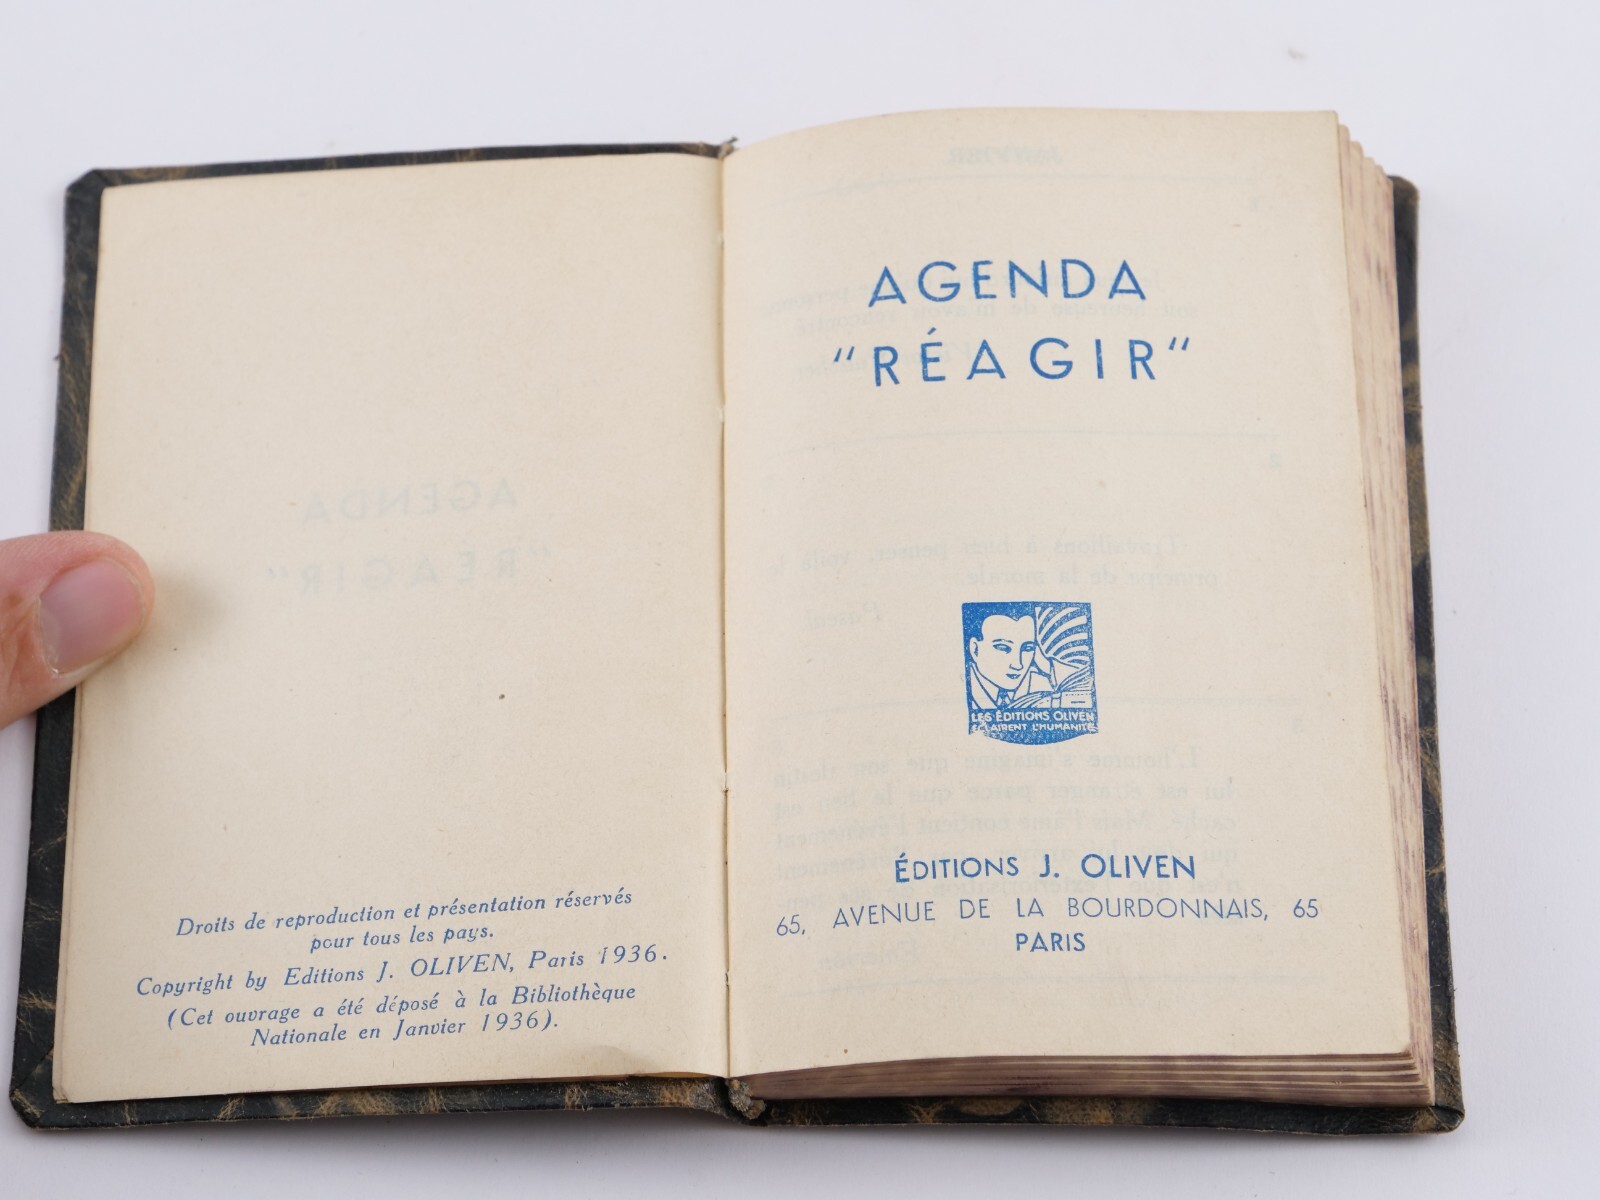 Droits de reproduction et présentation réservés
pour tous les pays.
Copyright by Editions J. OLIVEN, Paris 1936.
(Cet ouvrage a été déposé à la Bibliothèque
Nationale en Janvier 1936).
AGENDA
"RÉAGIR"
LES ÉDITIONS OLIVEN
ÉCLAIRENT L'HUMANITÉ
ÉDITIONS J. OLIVEN
65, AVENUE DE LA BOURDONNAIS, 65
PARIS